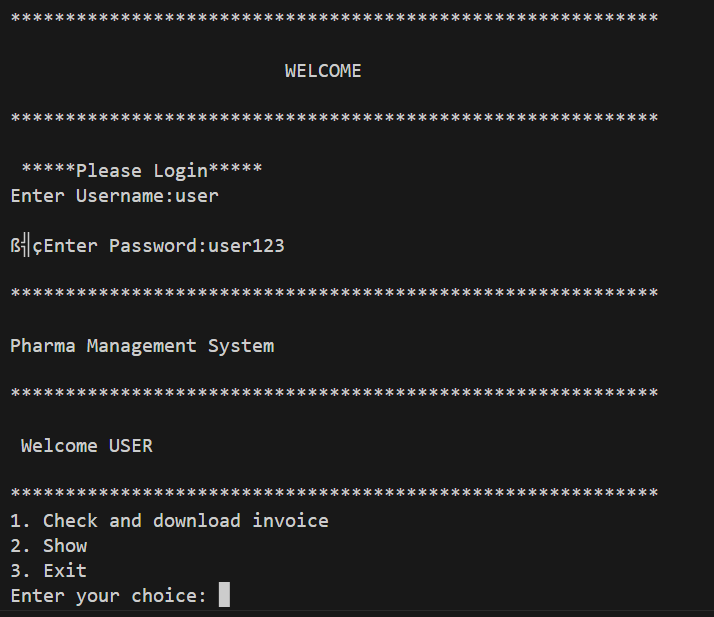 ***********************************************************
WELCOME
***********************************************************
*****Please Login*****
Enter Username:user
ß╣çEnter Password:user123
***********************************************************
Pharma Management System
***********************************************************
Welcome USER
***********************************************************
1. Check and download invoice
2. Show
3. Exit
Enter your choice: